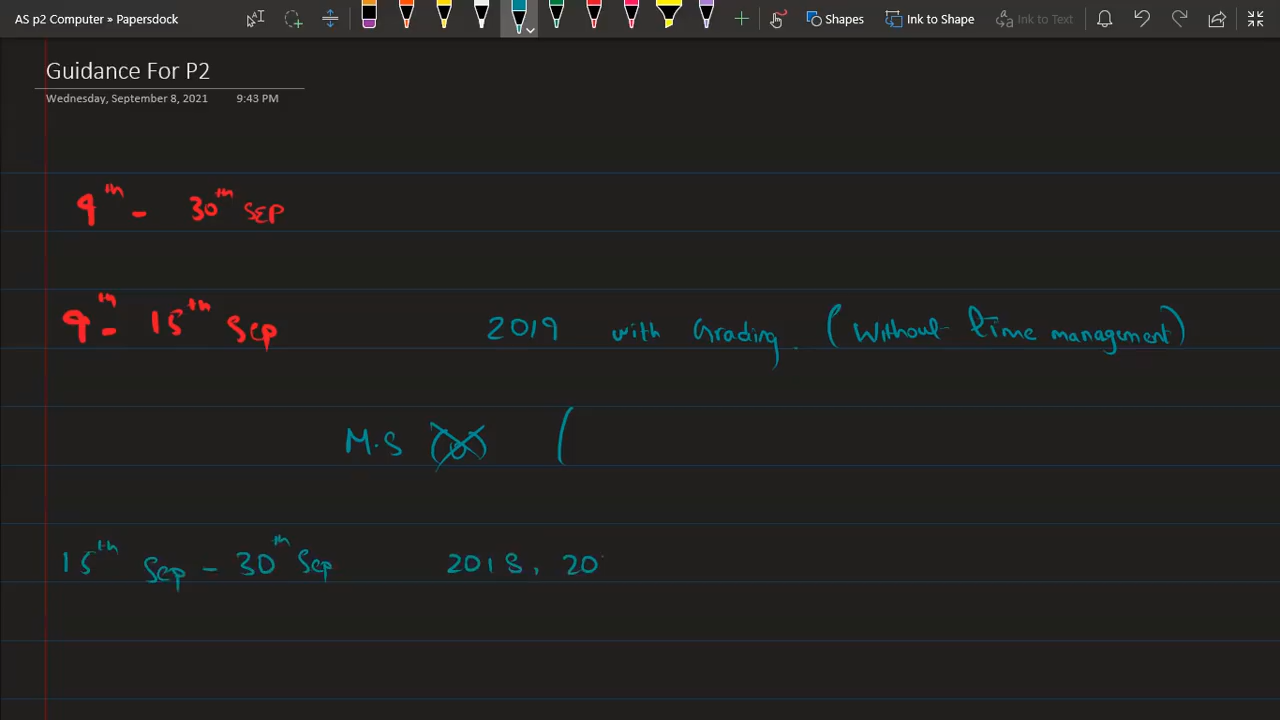 AS p2 Computer » Papersdock
Shapes
Ink to Shape
Ink to Text
Guidance For P2
Wednesday, September 8, 2021 9:43 PM
9th - 30th SEP
9th - 15th Sep 2019 with Grading. (Without time management)
M.S (
15th Sep - 30th Sep 2018, 20